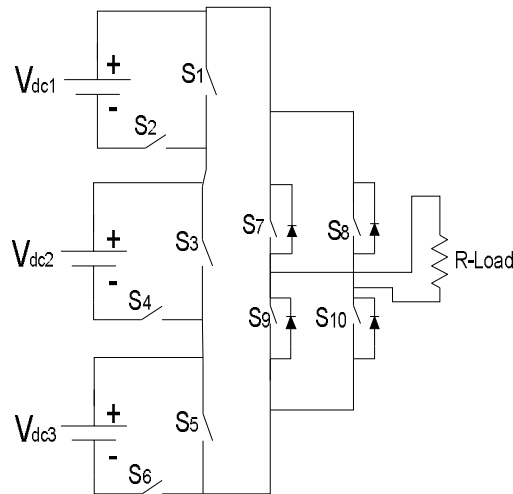 +
S1
Vdc1
-
S2
+
S7
S8
S3
Vdc2
R-Load
-
S4
S9
S10
+
S5
Vdc3
-
S6